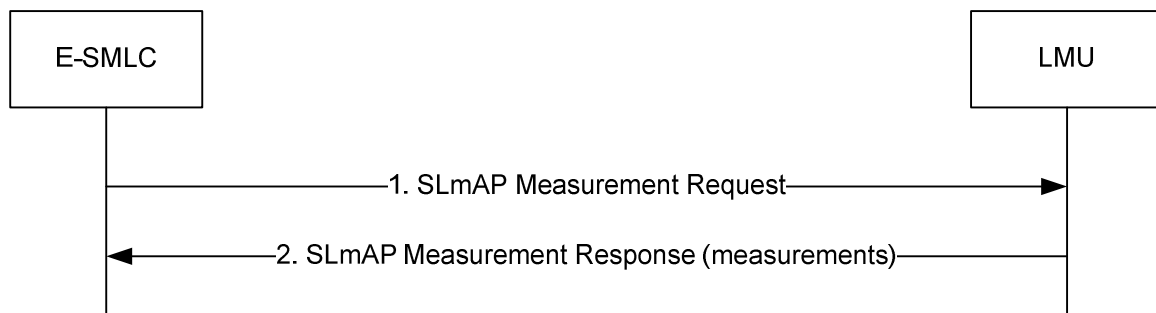 E-SMLC
LMU
1. SLmAP Measurement Request
2. SLmAP Measurement Response (measurements)